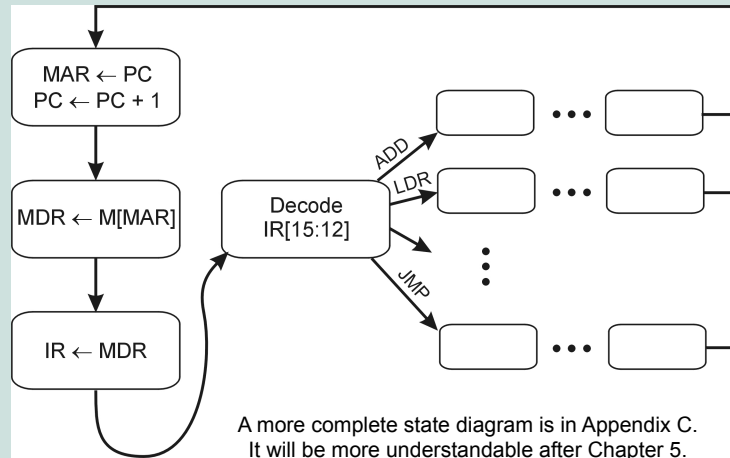 MAR ← PC
PC ← PC + 1
MDR ← M[MAR]
IR ← MDR
Decode
IR[15:12]
ADD
LDR
JMP
A more complete state diagram is in Appendix C.
It will be more understandable after Chapter 5.